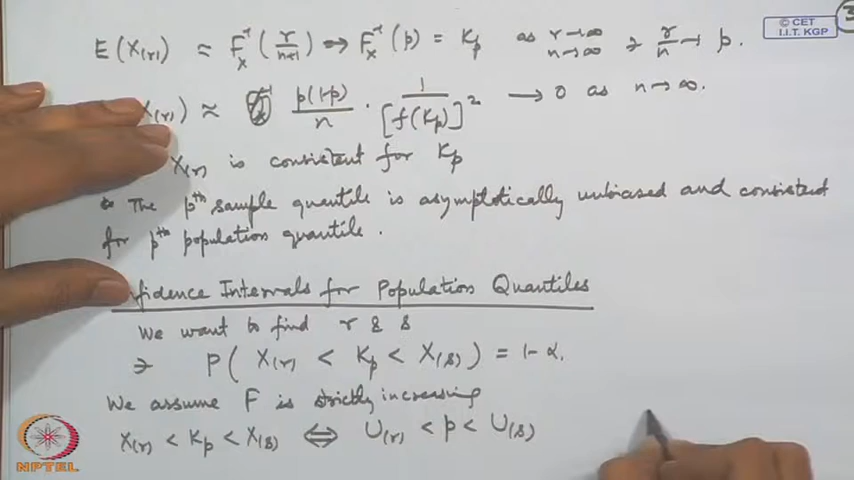 E(X(r)) ≈ F_X^{-1}(r/(n+1)) → F_X^{-1}(p) = K_p as r→∞ n→∞ ∋ r/n → p.
© CET
I.I.T. KGP
X(r)) ≈ p(1-p)/n · 1/[f(K_p)]^2 → 0 as n→∞.
X(r) is consistent for K_p
* The p^th sample quantile is asymptotically unbiased and consistent
for p^th population quantile.
nfidence Intervals for Population Quantiles
We want to find r & s
∋ P( X(r) < K_p < X(s)) = 1-α.
We assume F is strictly increasing
X(r) < K_p < X(s) ⇔ U(r) < p < U(s)
NPTEL